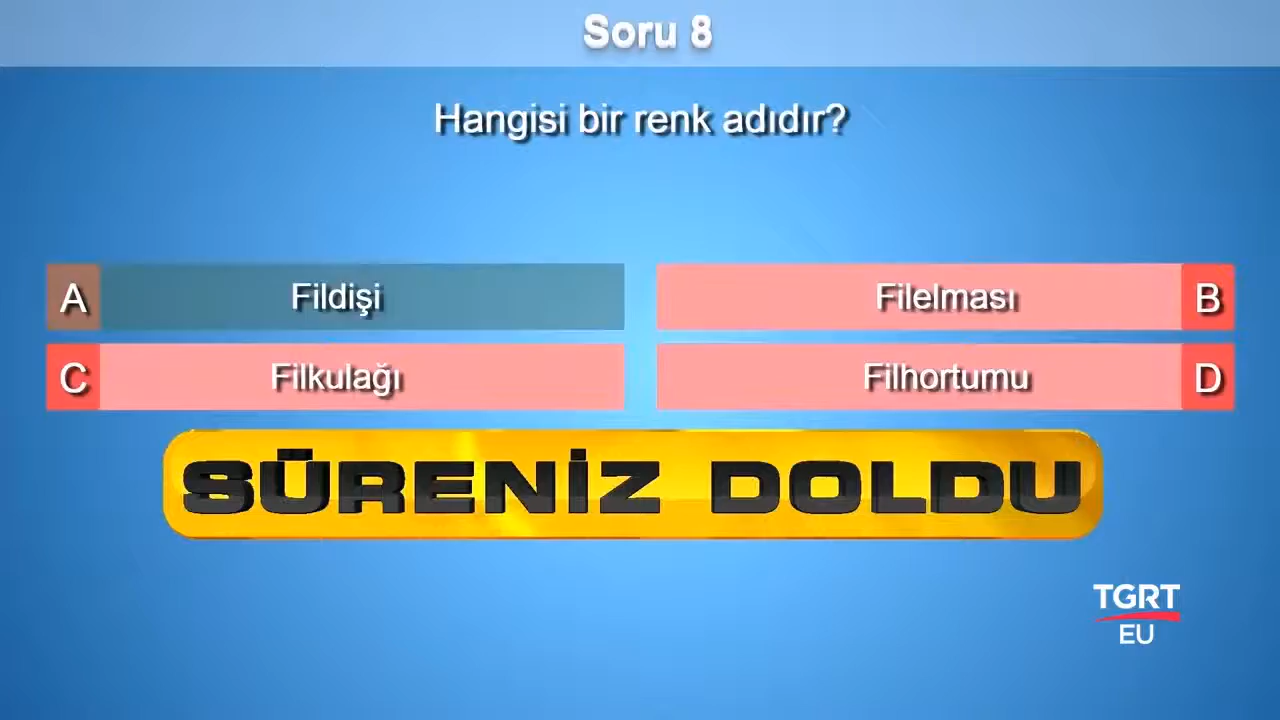 Soru 8
Hangisi bir renk adıdır?
A Fildişi
Filelması B
C Filkulağı
Filhortumu D
SÜRENİZ DOLDU
TGRT
EU